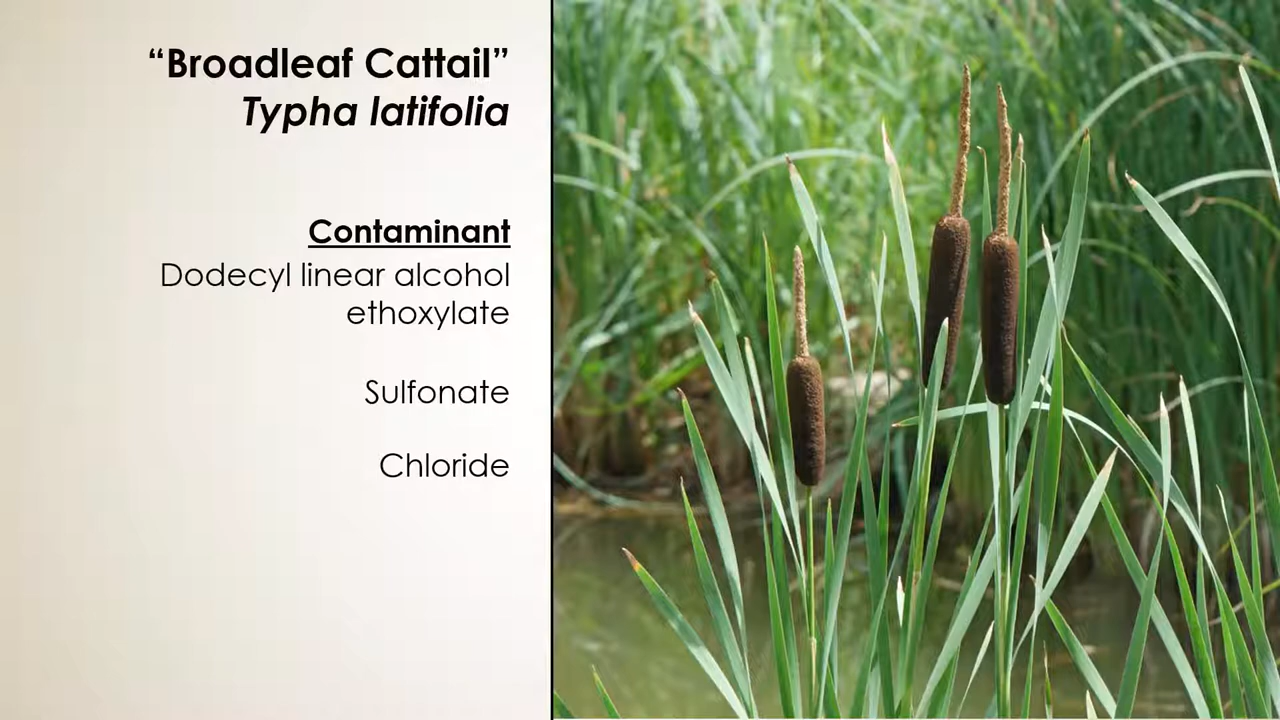 “Broadleaf Cattail”
Typha latifolia
Contaminant
Dodecyl linear alcohol
ethoxylate
Sulfonate
Chloride